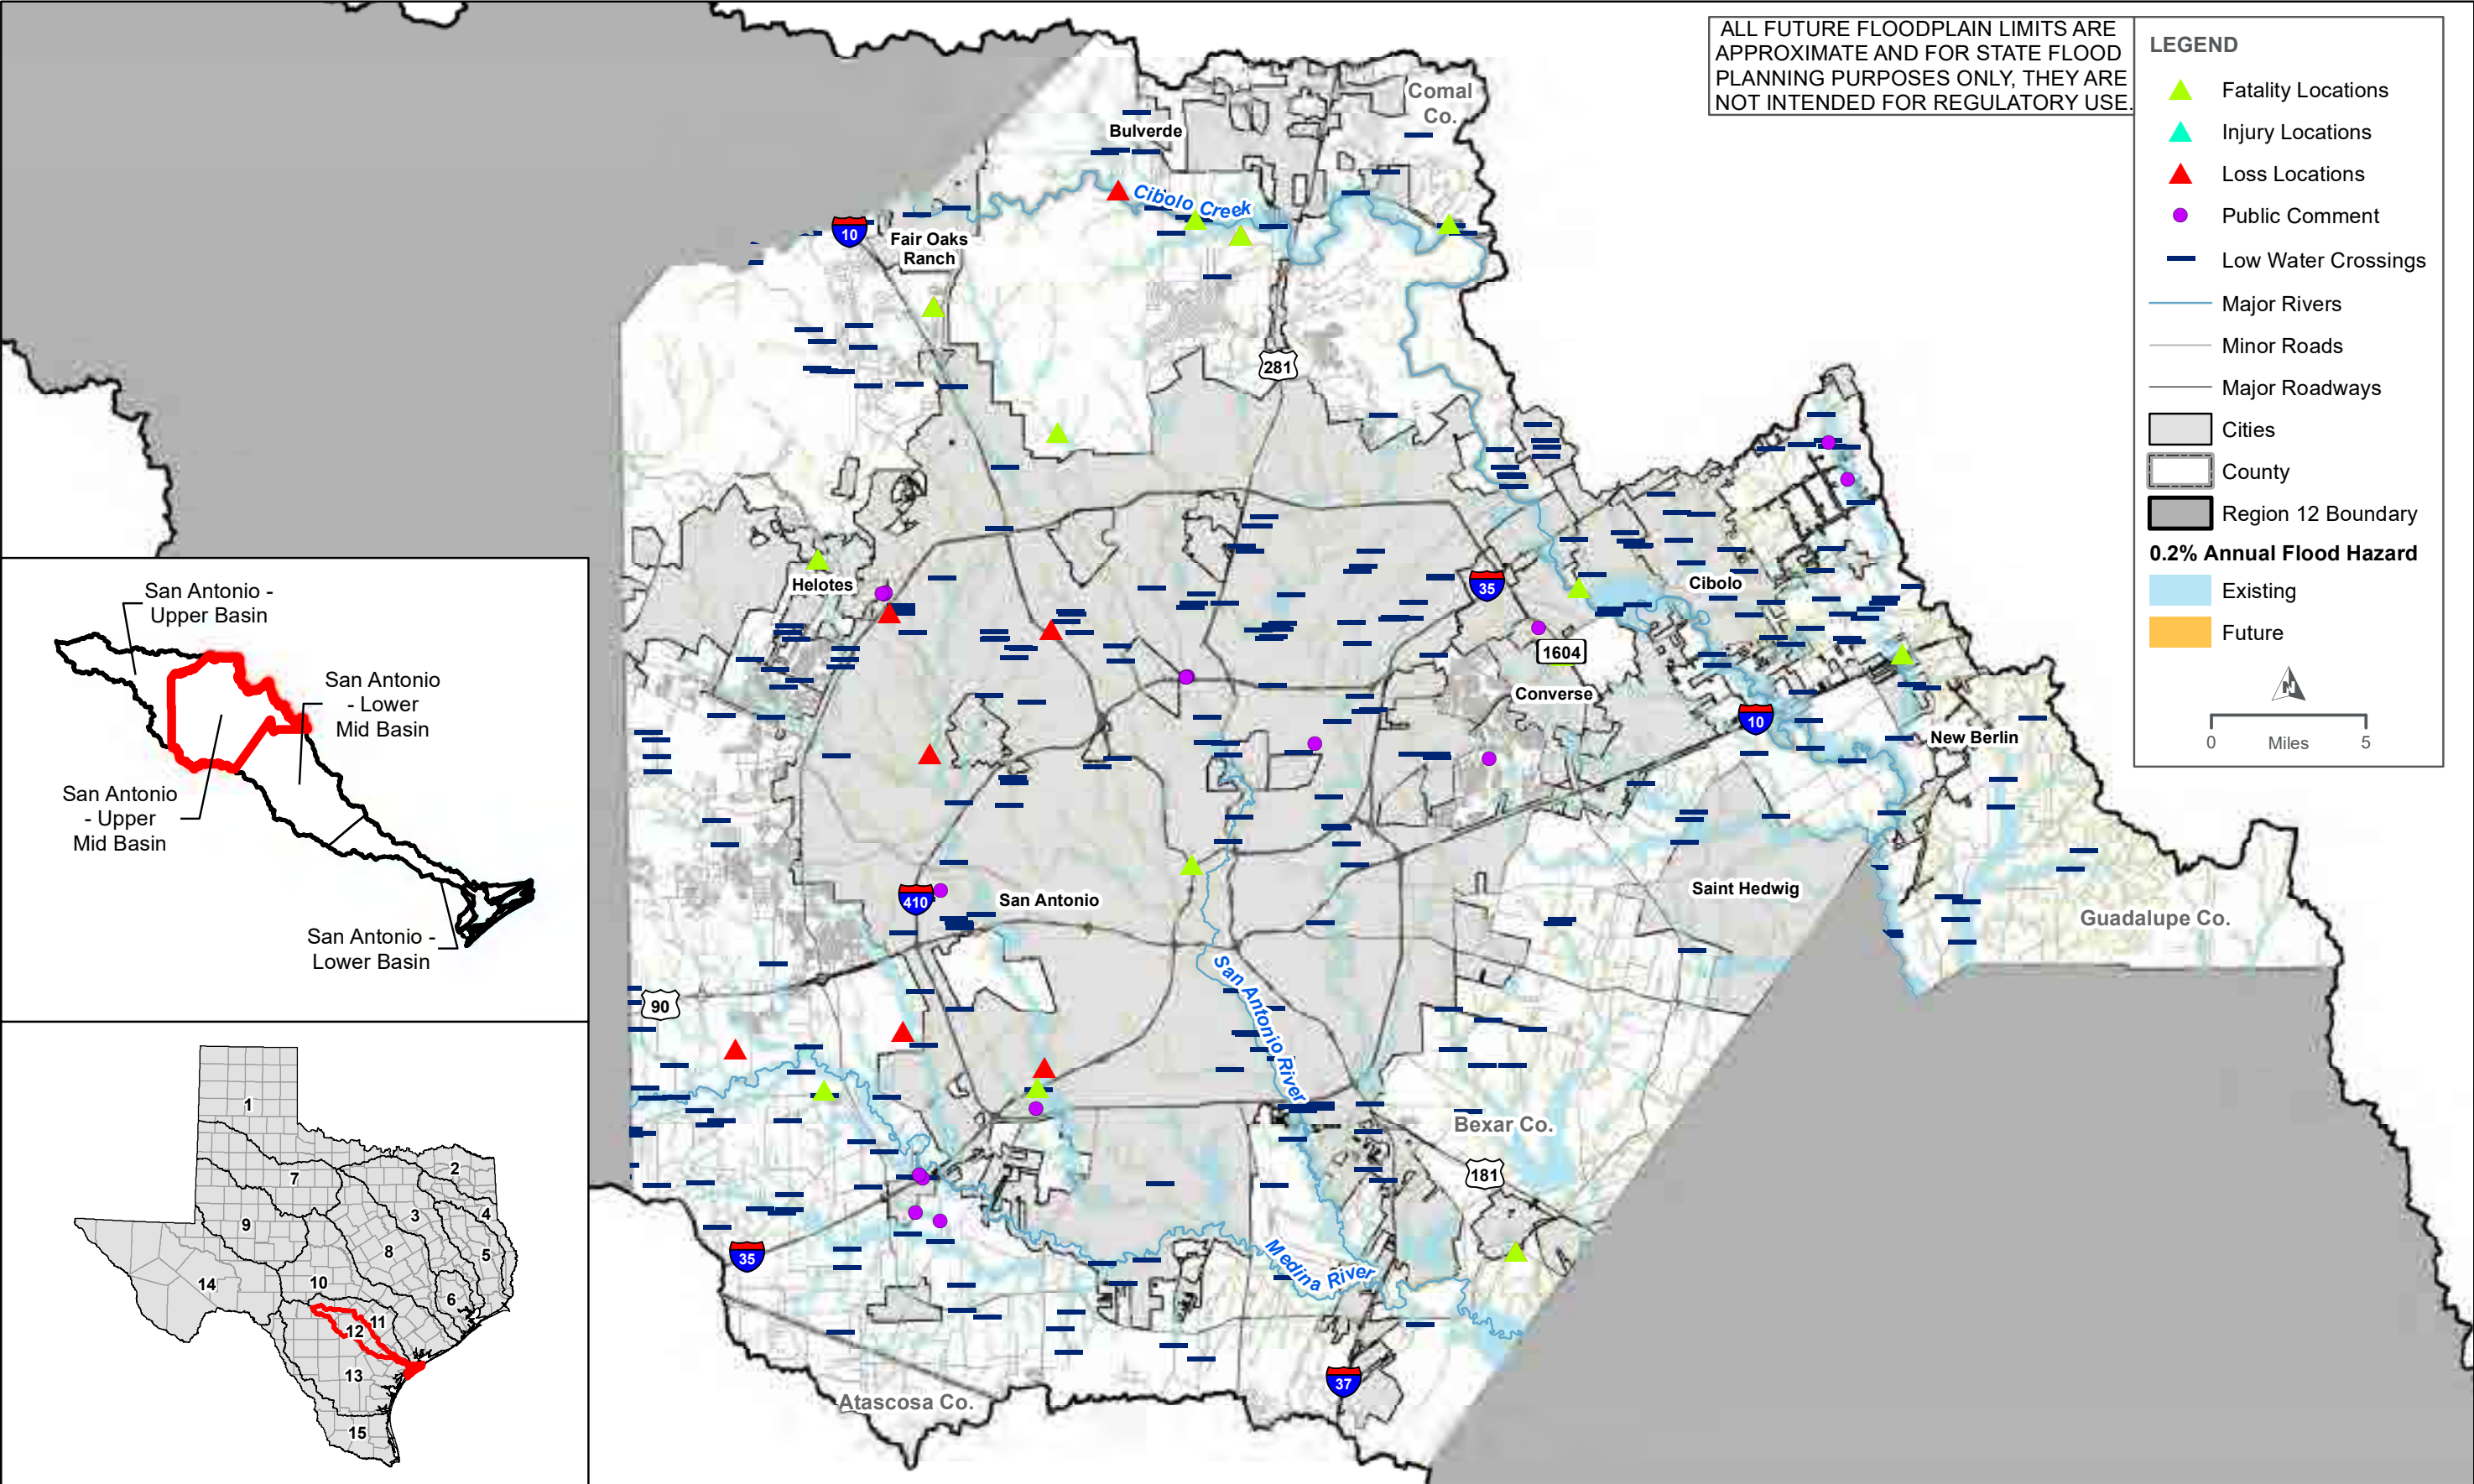 ALL FUTURE FLOODPLAIN LIMITS ARE
APPROXIMATE AND FOR STATE FLOOD
PLANNING PURPOSES ONLY, THEY ARE
NOT INTENDED FOR REGULATORY USE.
LEGEND
Fatality Locations
Injury Locations
Loss Locations
Public Comment
Low Water Crossings
Major Rivers
Minor Roads
Major Roadways
Cities
County
Region 12 Boundary
0.2% Annual Flood Hazard
Existing
Future
N
0 Miles 5
Comal
Co.
Bulverde
Cibolo Creek
10
Fair Oaks
Ranch
281
Helotes
35
Cibolo
1604
Converse
10
New Berlin
410
San Antonio
Saint Hedwig
Guadalupe Co.
90
San Antonio River
Bexar Co.
181
35
Medina River
37
Atascosa Co.
San Antonio -
Upper Basin
San Antonio
- Lower
Mid Basin
San Antonio
- Upper
Mid Basin
San Antonio -
Lower Basin
1
2
7
3
4
9
8
5
14
10
6
11
12
13
15